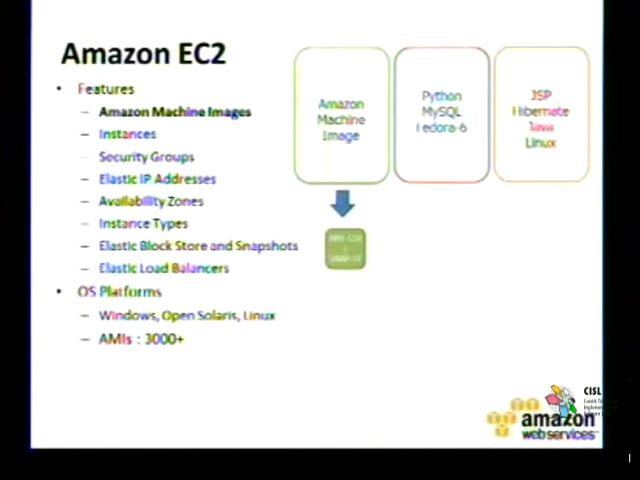 Amazon EC2
• Features
– Amazon Machine Images
– Instances
– Security Groups
– Elastic IP Addresses
– Availability Zones
– Instance Types
– Elastic Block Store and Snapshots
– Elastic Load Balancers
• OS Platforms
– Windows, Open Solaris, Linux
– AMIs : 3000+
Amazon
Machine
Image
Python
MySQL
Fedora-6
JSP
Hibernate
Java
Linux
CISL
amazon
webservices